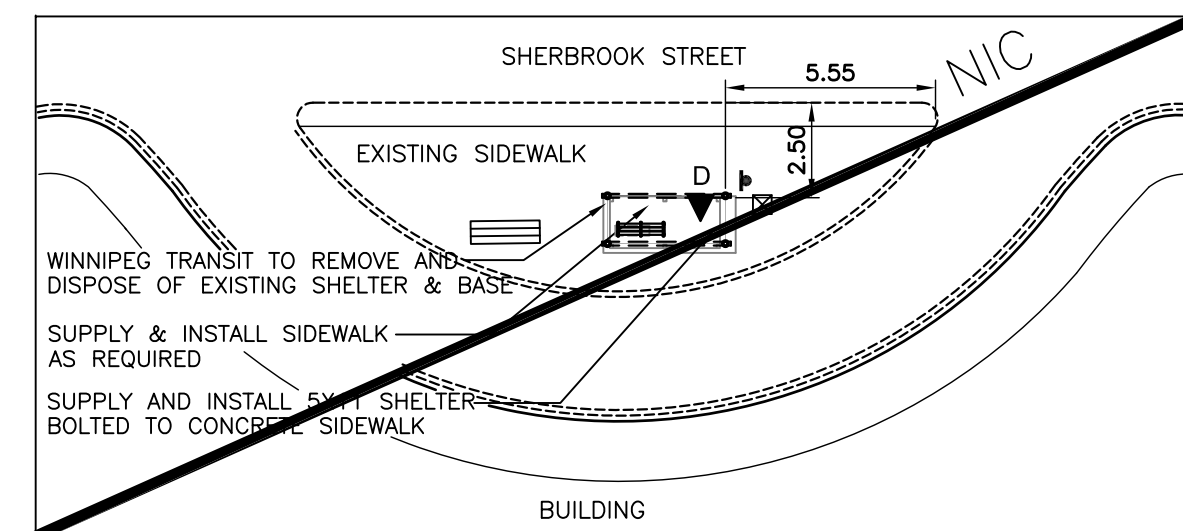 SHERBROOK STREET
5.55
NIC
2.50
EXISTING SIDEWALK
D
WINNIPEG TRANSIT TO REMOVE AND
DISPOSE OF EXISTING SHELTER & BASE
SUPPLY & INSTALL SIDEWALK
AS REQUIRED
SUPPLY AND INSTALL SHELTER
BOLTED TO CONCRETE SIDEWALK
BUILDING